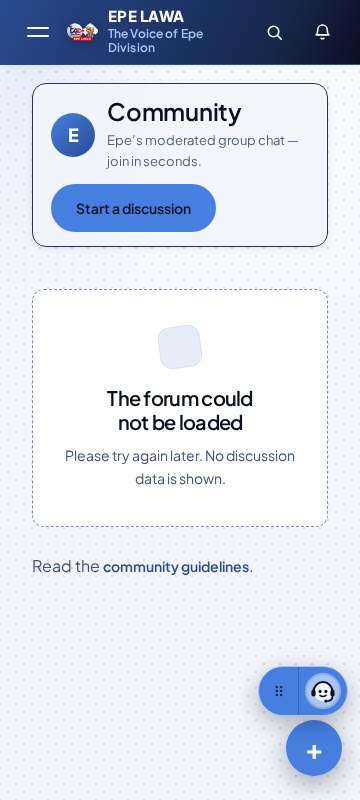 EPE LAWA
The Voice of Epe
Division
E
Community
Epe's moderated group chat —
join in seconds.
Start a discussion
The forum could
not be loaded
Please try again later. No discussion
data is shown.
Read the community guidelines.
+